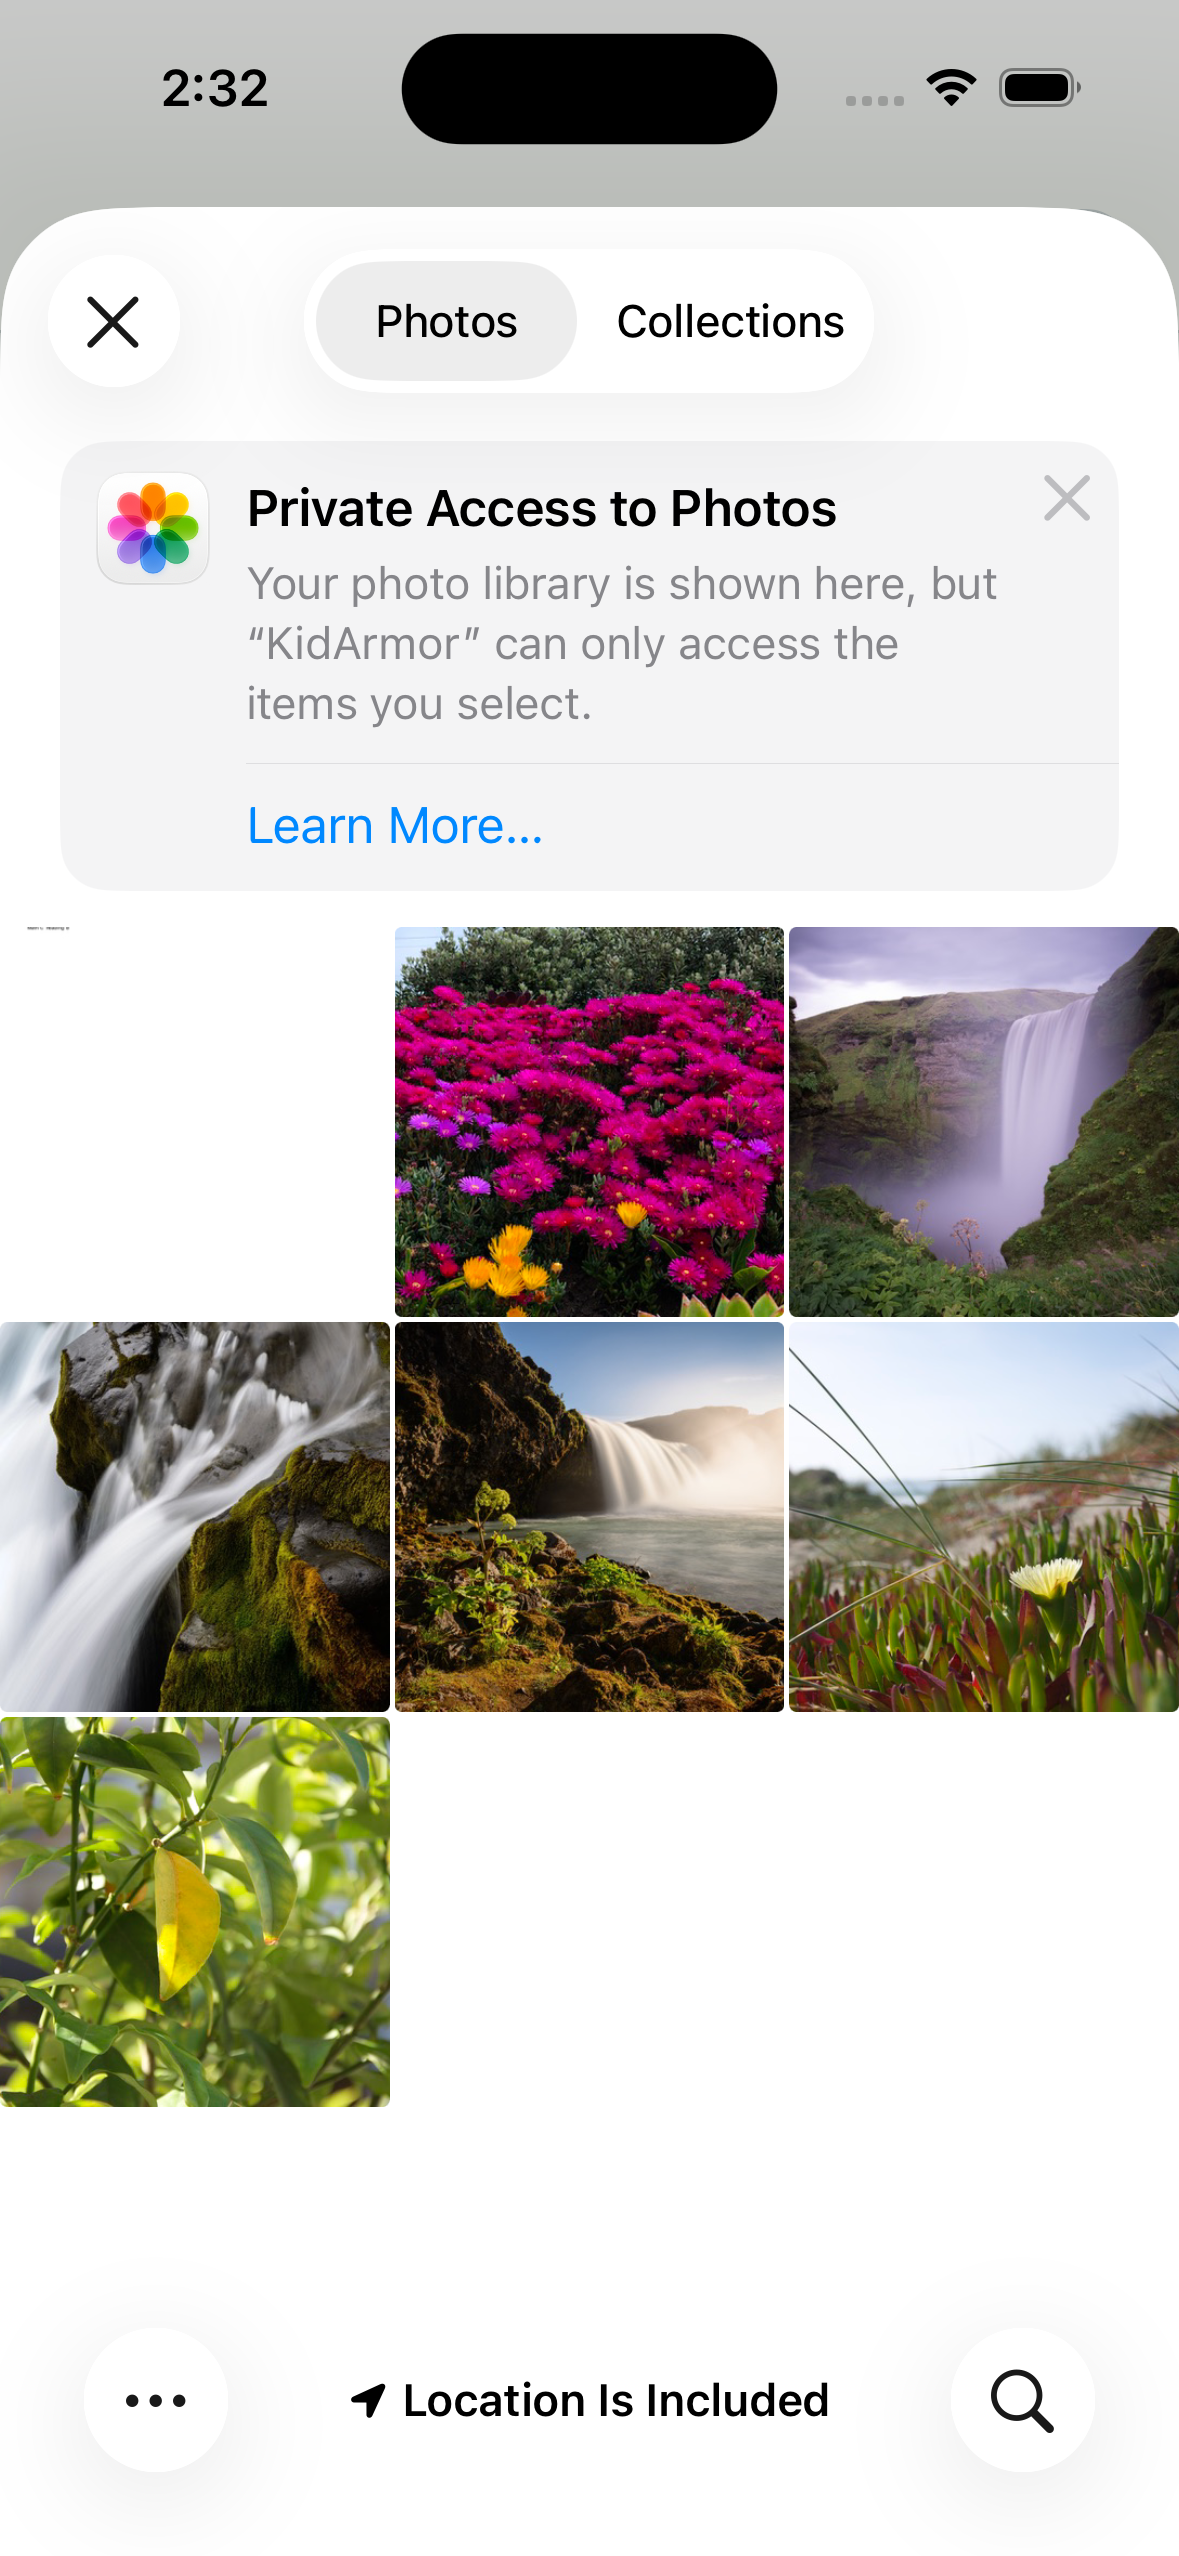 2:32
Photos
Collections
Private Access to Photos
Your photo library is shown here, but
“KidArmor” can only access the
items you select.
Learn More...
Location Is Included